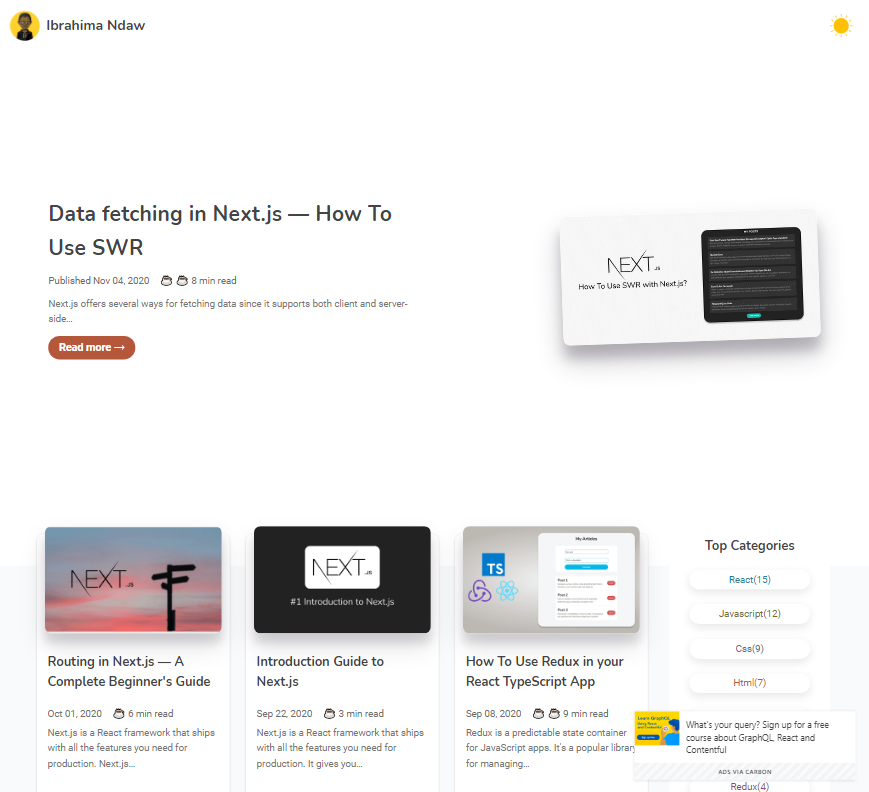 Ibrahima Ndaw
Data fetching in Next.js — How To
Use SWR
Published Nov 04, 2020 8 min read
Next.js offers several ways for fetching data since it supports both client and server-
side...
Read more →
NEXT.JS
How To Use SWR with Next.js?
MY POSTS
NEXT.JS
Routing in Next.js — A
Complete Beginner's Guide
Oct 01, 2020 6 min read
Next.js is a React framework that ships
with all the features you need for
production. Next.js...
NEXT.JS
#1 Introduction to Next.js
Introduction Guide to
Next.js
Sep 22, 2020 3 min read
Next.js is a React framework that ships
with all the features you need for
production. It gives you...
TS
My Articles
Post 1
Post 2
Post 3
How To Use Redux in your
React TypeScript App
Sep 08, 2020 9 min read
Redux is a predictable state container
for JavaScript apps. It's a popular library
for managing...
Top Categories
React(15)
Javascript(12)
Css(9)
Html(7)
Learn GraphQL
What's your query? Sign up for a free
course about GraphQL, React and
Contentful
ADS VIA CARBON
Redux(4)